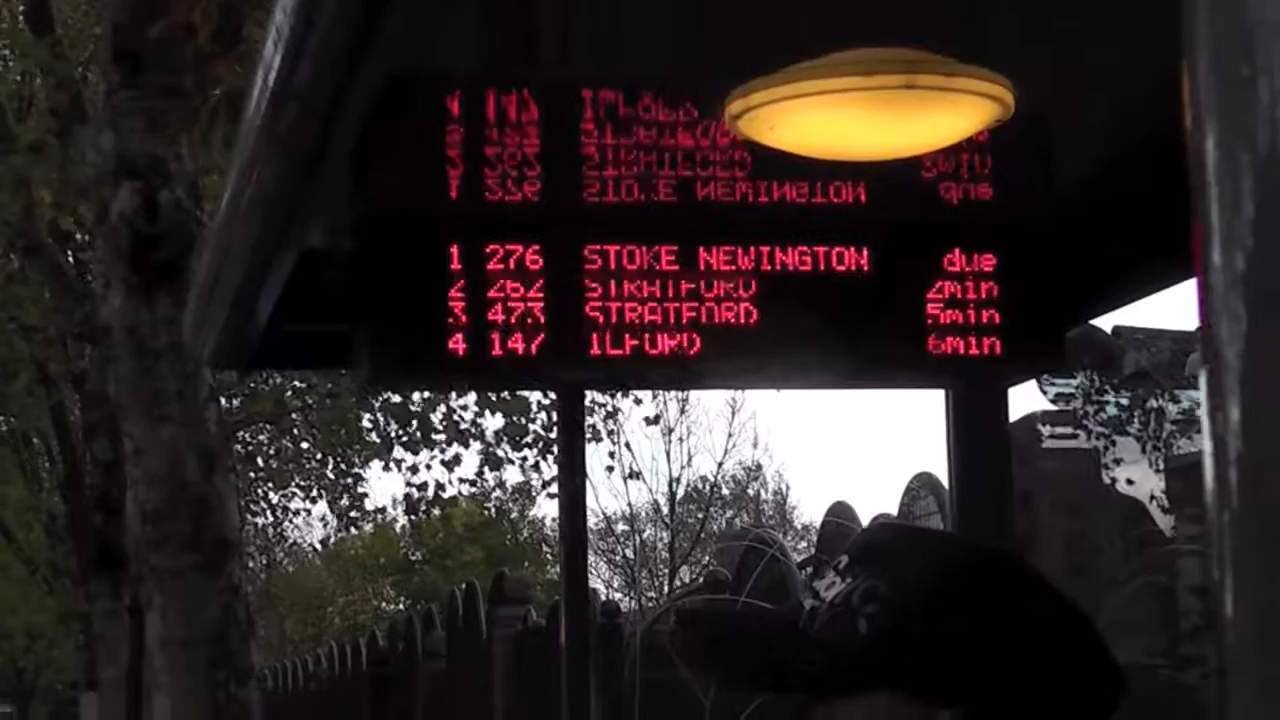 1 276 STOKE NEWINGTON due
2 262 STRATFORD 2min
3 473 STRATFORD 5min
4 147 ILFORD 6min